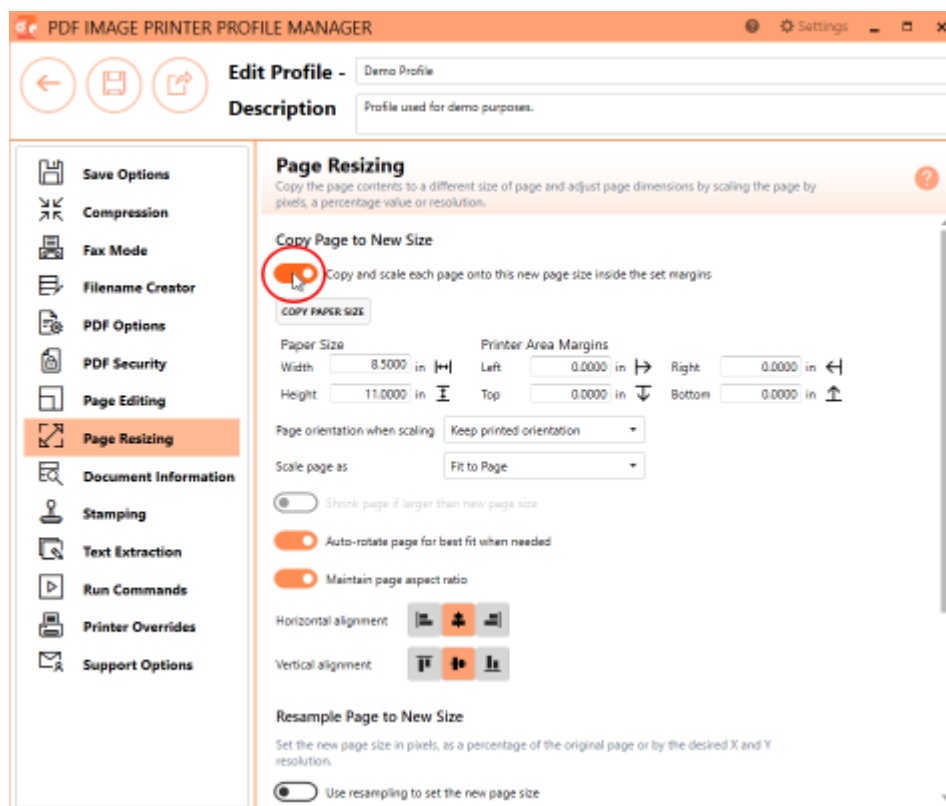 PDF IMAGE PRINTER PROFILE MANAGER
Settings
Edit Profile - Demo Profile
Description Profile used for demo purposes.
Save Options
Compression
Fax Mode
Filename Creator
PDF Options
PDF Security
Page Editing
Page Resizing
Document Information
Stamping
Text Extraction
Run Commands
Printer Overrides
Support Options
Page Resizing
Copy the page contents to a different size of page and adjust page dimensions by scaling the page by
pixels, a percentage value or resolution.
Copy Page to New Size
Copy and scale each page onto this new page size inside the set margins
COPY PAPER SIZE
Paper Size Printer Area Margins
Width 8.5000 in Left 0.0000 in Right 0.0000 in
Height 11.0000 in Top 0.0000 in Bottom 0.0000 in
Page orientation when scaling Keep printed orientation
Scale page as Fit to Page
Shrink page if larger than new page size
Auto-rotate page for best fit when needed
Maintain page aspect ratio
Horizontal alignment
Vertical alignment
Resample Page to New Size
Set the new page size in pixels, as a percentage of the original page or by the desired X and Y
resolution.
Use resampling to set the new page size